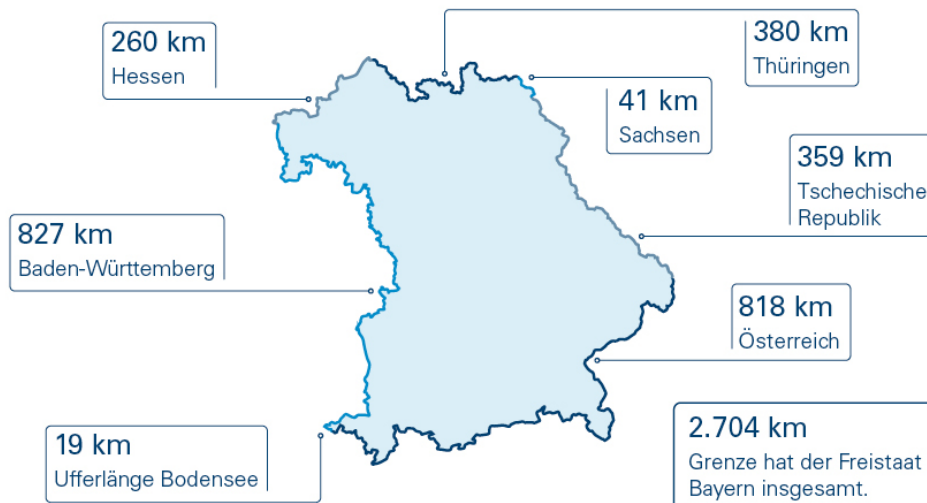 260 km
Hessen
380 km
Thüringen
41 km
Sachsen
359 km
Tschechische
Republik
827 km
Baden-Württemberg
818 km
Österreich
19 km
Ufferlänge Bodensee
2.704 km
Grenze hat der Freistaat
Bayern insgesamt.